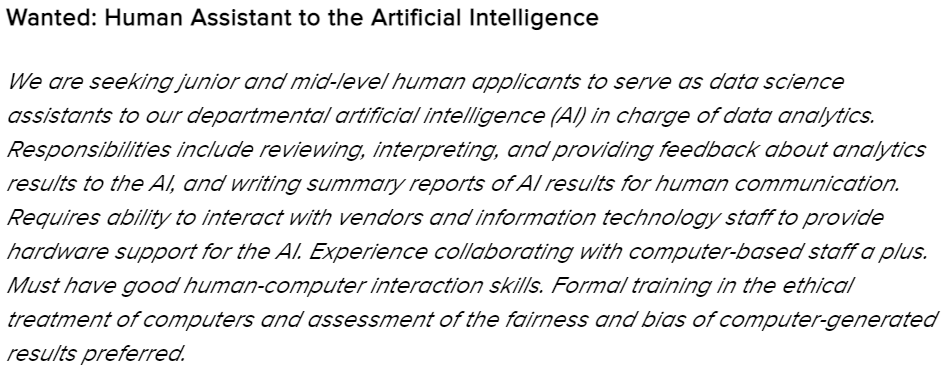 Wanted: Human Assistant to the Artificial Intelligence
We are seeking junior and mid-level human applicants to serve as data science
assistants to our departmental artificial intelligence (AI) in charge of data analytics.
Responsibilities include reviewing, interpreting, and providing feedback about analytics
results to the AI, and writing summary reports of AI results for human communication.
Requires ability to interact with vendors and information technology staff to provide
hardware support for the AI. Experience collaborating with computer-based staff a plus.
Must have good human-computer interaction skills. Formal training in the ethical
treatment of computers and assessment of the fairness and bias of computer-generated
results preferred.